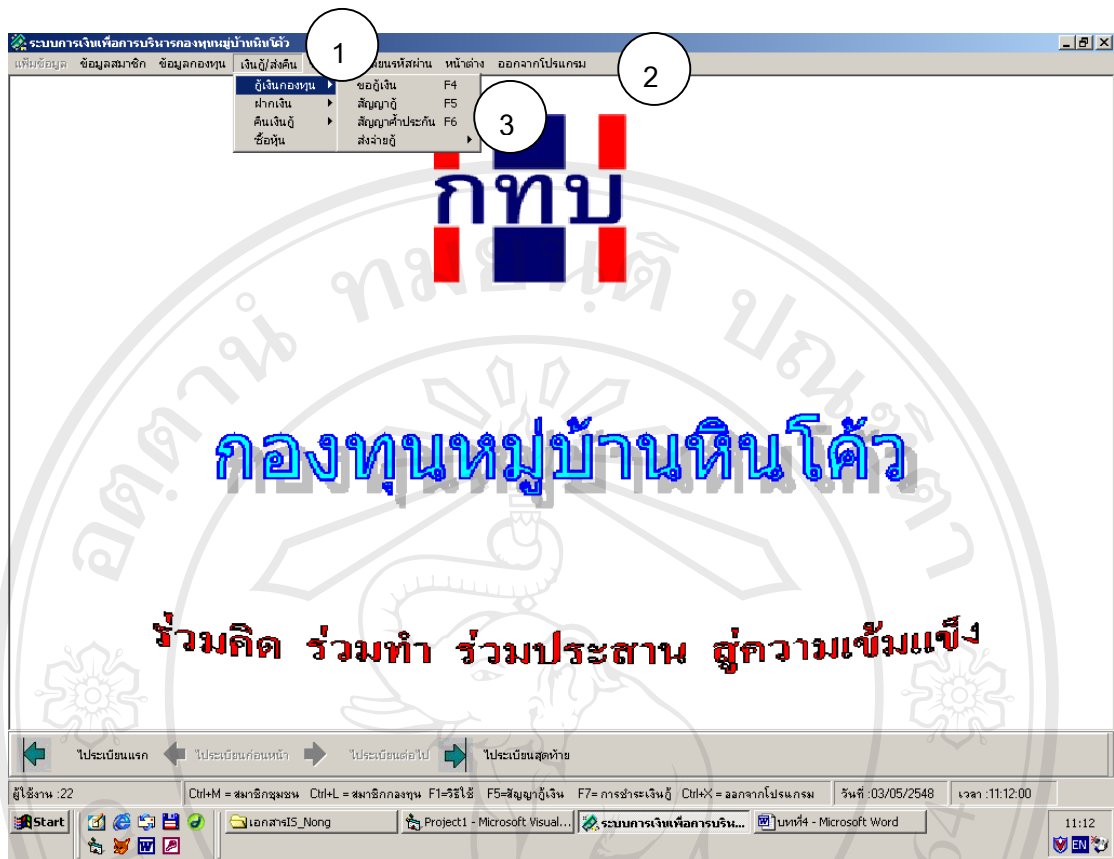 ระบบการเงินเพื่อการบริหารกองทุนหมู่บ้านหินโค้ว
แฟ้มข้อมูล ข้อมูลสมาชิก ข้อมูลกองทุน เงินกู้/ส่งคืน ยนรหัสผ่าน หน้าต่าง ออกจากโปรแกรม
1
2
กู้เงินกองทุน
ฝากเงิน
คืนเงินกู้
ซื้อหุ้น
ขอกู้เงิน F4
สัญญากู้ F5
สัญญาค้ำประกัน F6
ส่งจ่ายกู้
3
กทบ
กองทุนหมู่บ้านหินโค้ว
ร่วมคิด ร่วมทำ ร่วมประสาน สู่ความเข้มแข็ง
อตฺตานํ ทมยนฺติ ปณฺฑิตา
ไประเบียนแรก ไประเบียนก่อนหน้า ไประเบียนต่อไป ไประเบียนสุดท้าย
ผู้ใช้งาน :22 Ctrl+M = สมาชิกชุมชน Ctrl+L = สมาชิกกองทุน F1=วิธีใช้ F5=สัญญากู้เงิน F7= การชำระเงินกู้ Ctrl+X = ออกจากโปรแกรม วันที่ :03/05/2548 เวลา :11:12:00
Start เอกสารIS_Nong Project1 - Microsoft Visual... ระบบการเงินเพื่อการบริห... บทที่4 - Microsoft Word 11:12
EN